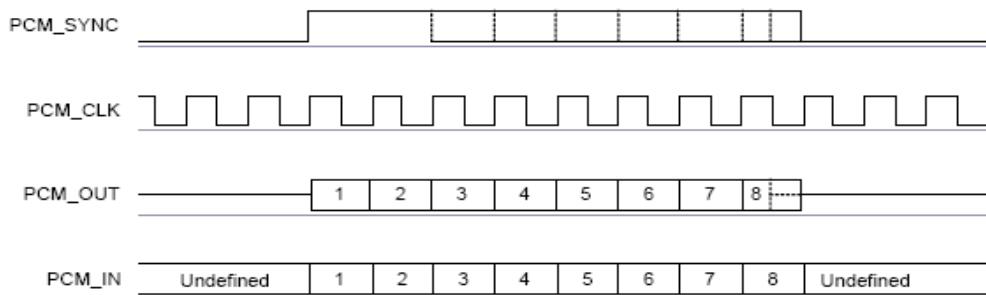 PCM_SYNC
PCM_CLK
PCM_OUT 1 2 3 4 5 6 7 8
PCM_IN Undefined 1 2 3 4 5 6 7 8 Undefined